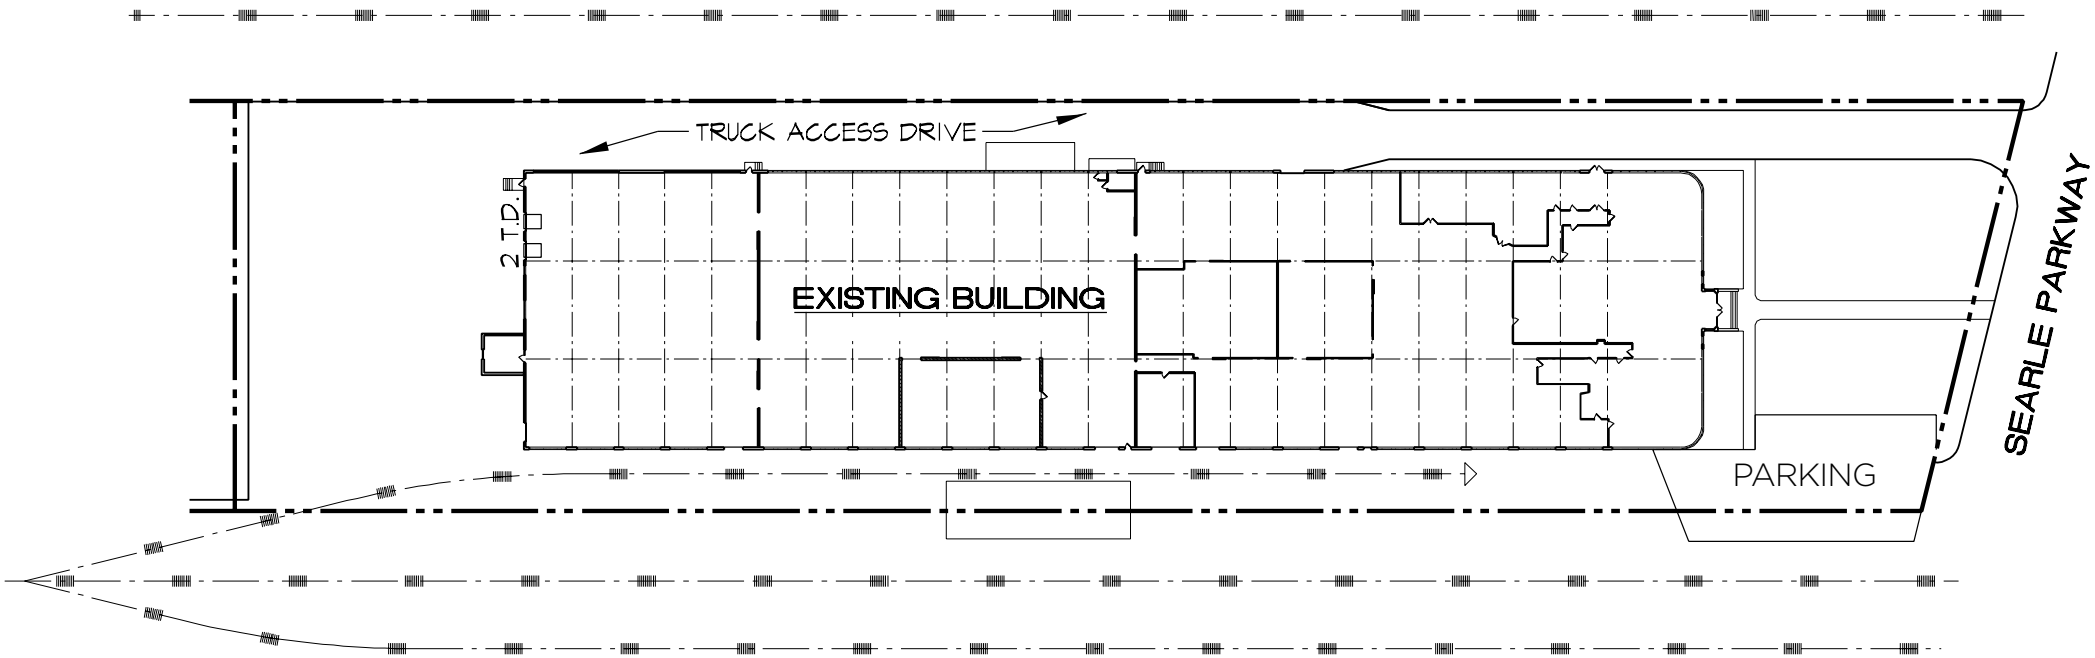 TRUCK ACCESS DRIVE
2 T.D.
EXISTING BUILDING
SEARLE PARKWAY
PARKING